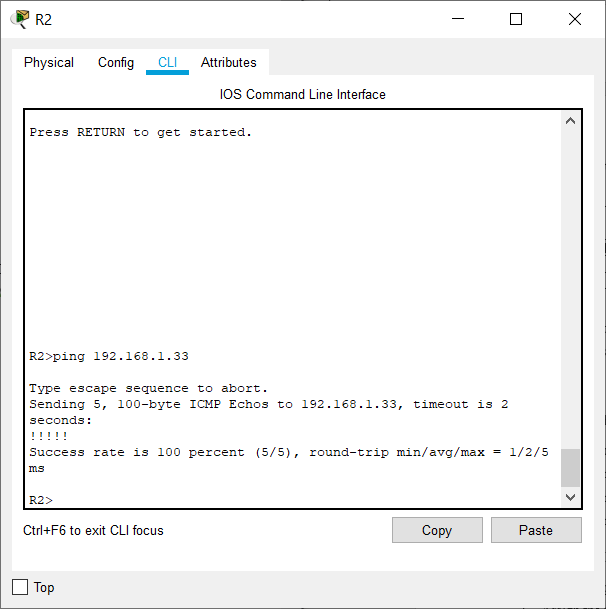 R2
Physical Config CLI Attributes
IOS Command Line Interface
Press RETURN to get started.
R2>ping 192.168.1.33
Type escape sequence to abort.
Sending 5, 100-byte ICMP Echos to 192.168.1.33, timeout is 2
seconds:
!!!!!
Success rate is 100 percent (5/5), round-trip min/avg/max = 1/2/5
ms
R2>
Ctrl+F6 to exit CLI focus Copy Paste
Top